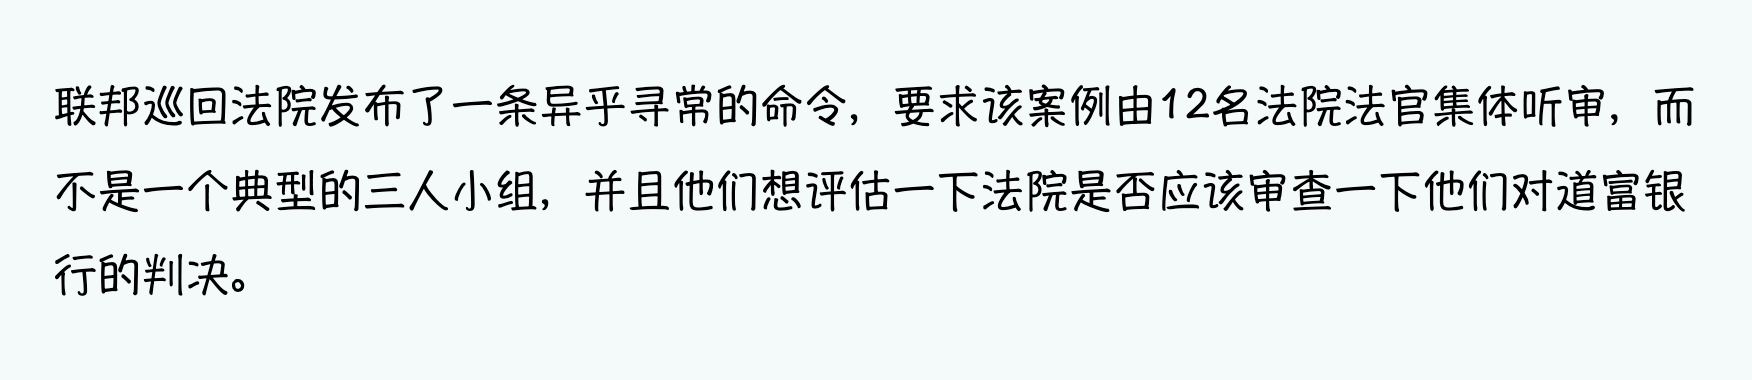 联邦巡回法院发布了一条异乎寻常的命令，要求该案例由12名法院法官集体听审，而
不是一个典型的三人小组，并且他们想评估一下法院是否应该审查一下他们对道富银
行的判决。